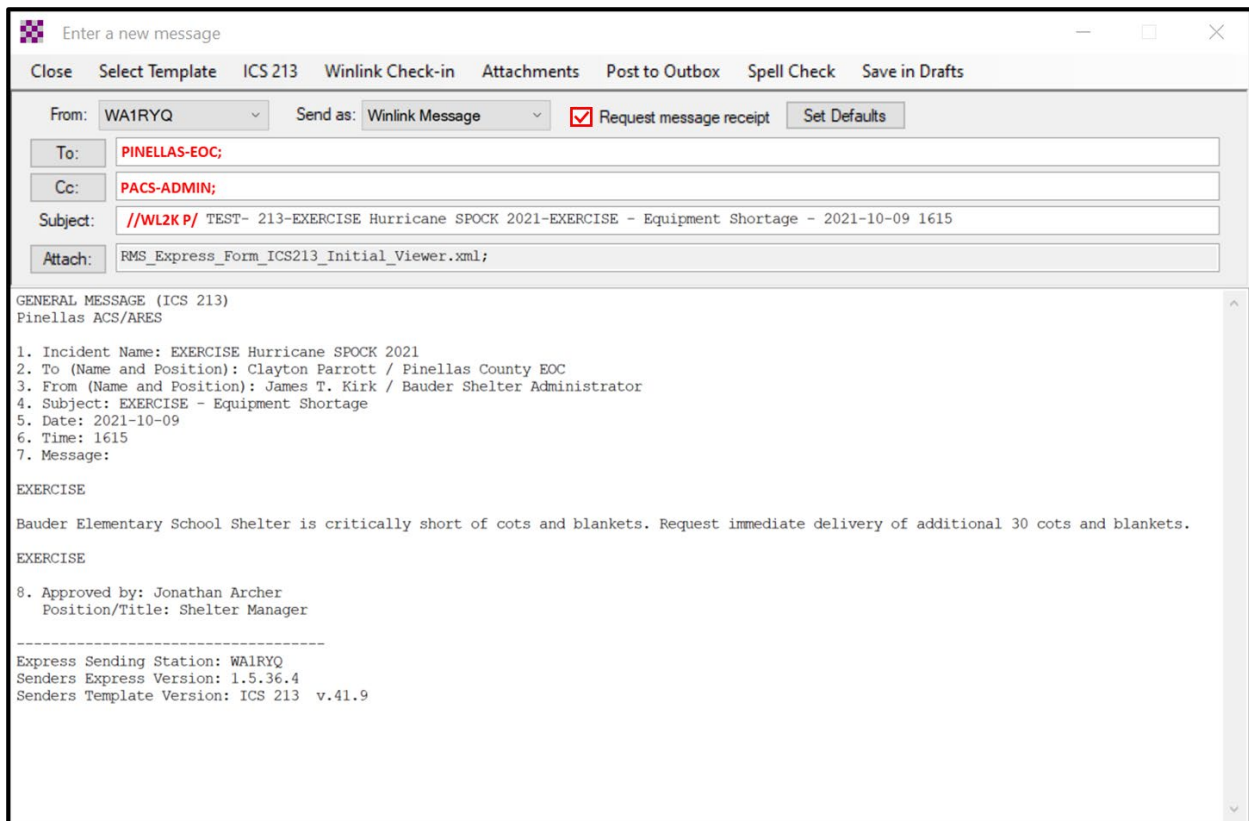 Enter a new message
Close Select Template ICS 213 Winlink Check-in Attachments Post to Outbox Spell Check Save in Drafts
From: WA1RYQ Send as: Winlink Message Request message receipt Set Defaults
To: PINELLAS-EOC;
Cc: PACS-ADMIN;
Subject: //WL2K P/ TEST- 213-EXERCISE Hurricane SPOCK 2021-EXERCISE - Equipment Shortage - 2021-10-09 1615
Attach: RMS_Express_Form_ICS213_Initial_Viewer.xml;
GENERAL MESSAGE (ICS 213)
Pinellas ACS/ARES
1. Incident Name: EXERCISE Hurricane SPOCK 2021
2. To (Name and Position): Clayton Parrott / Pinellas County EOC
3. From (Name and Position): James T. Kirk / Bauder Shelter Administrator
4. Subject: EXERCISE - Equipment Shortage
5. Date: 2021-10-09
6. Time: 1615
7. Message:
EXERCISE
Bauder Elementary School Shelter is critically short of cots and blankets. Request immediate delivery of additional 30 cots and blankets.
EXERCISE
8. Approved by: Jonathan Archer
Position/Title: Shelter Manager
------------------------------------
Express Sending Station: WA1RYQ
Senders Express Version: 1.5.36.4
Senders Template Version: ICS 213 v.41.9